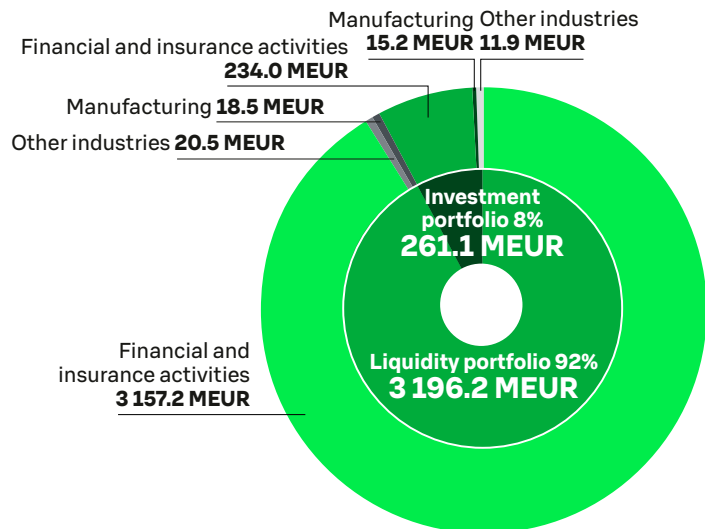 Manufacturing
15.2 MEUR
Other industries
11.9 MEUR
Financial and insurance activities
234.0 MEUR
Manufacturing 18.5 MEUR
Other industries 20.5 MEUR
Investment
portfolio 8%
261.1 MEUR
Financial and
insurance activities
3 157.2 MEUR
Liquidity portfolio 92%
3 196.2 MEUR